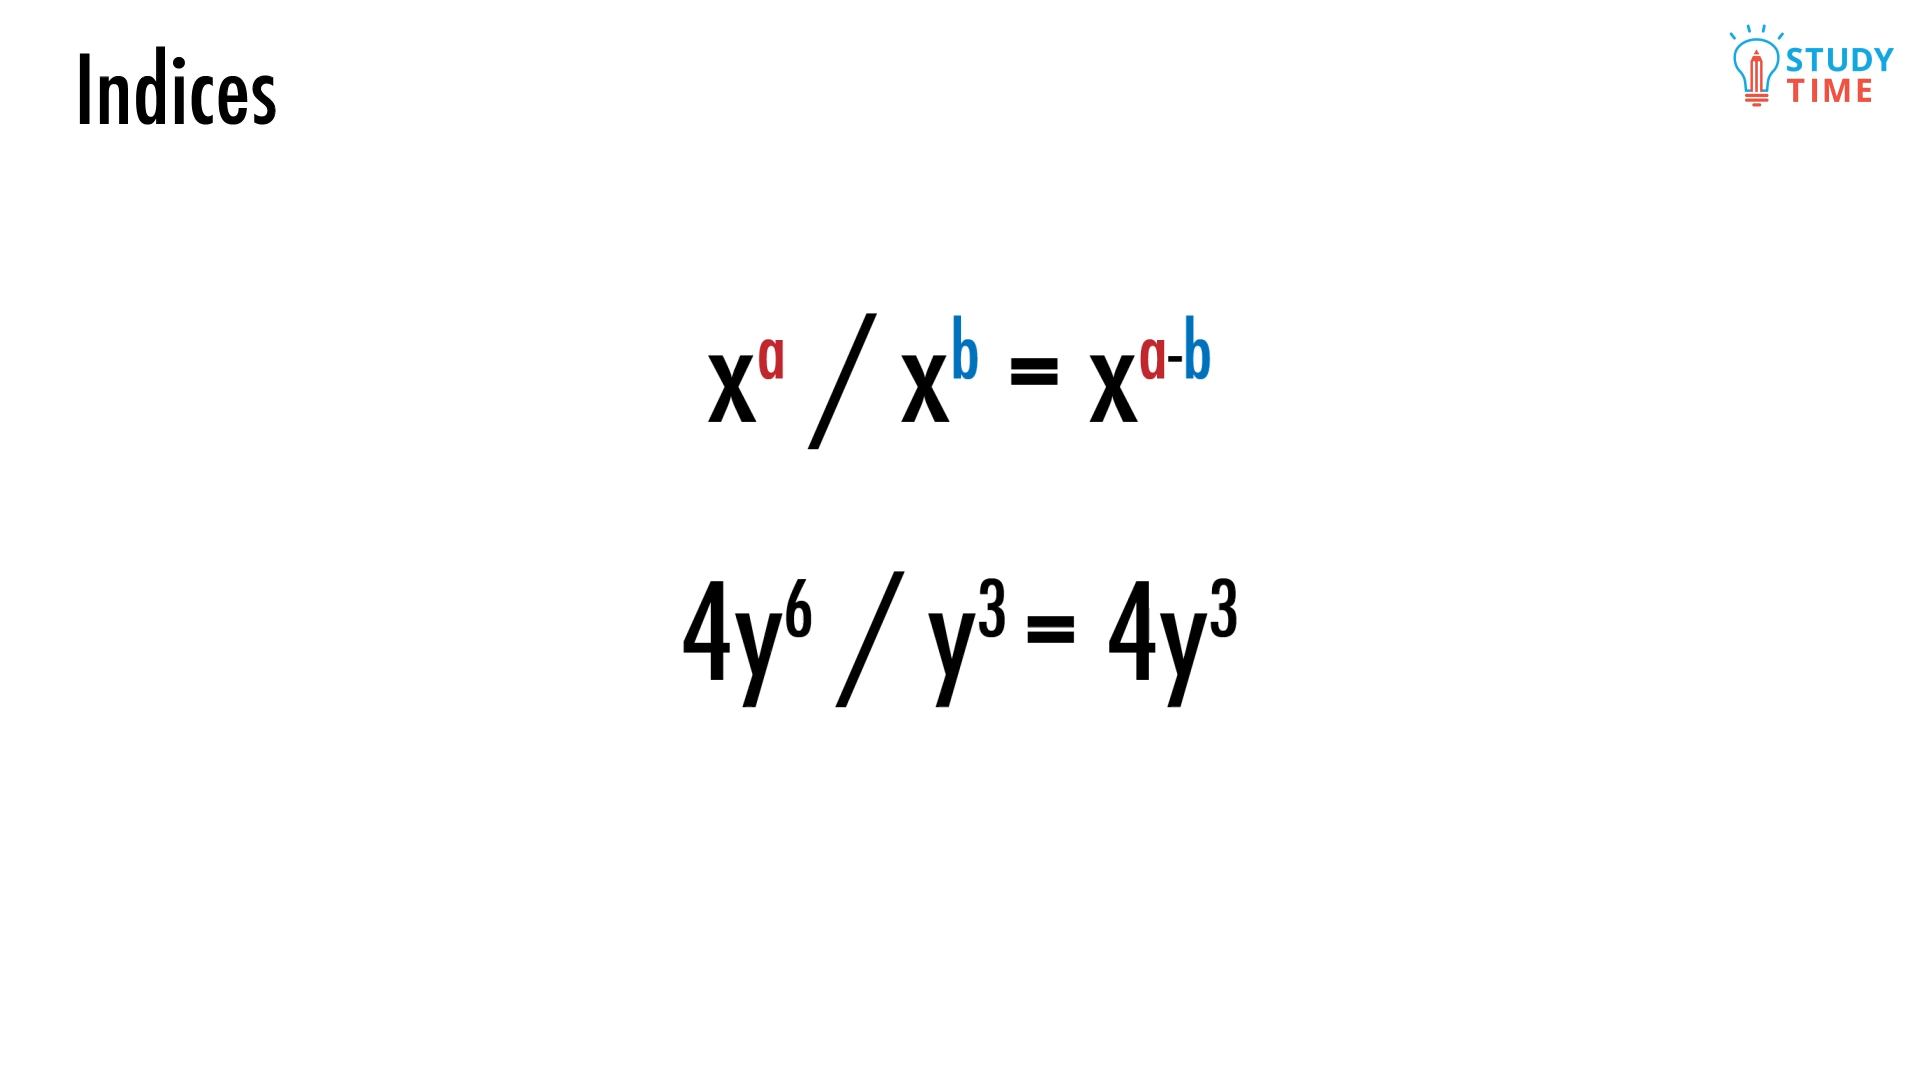 Indices
STUDY
TIME
xᵃ / xᵇ = xᵃ⁻ᵇ
4y⁶ / y³ = 4y³